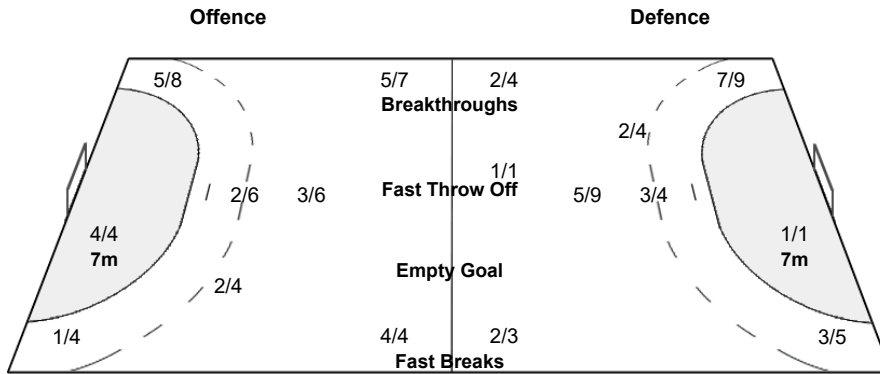 Offence Defence
5/8 5/7 2/4 7/9
Breakthroughs
2/4
1/1
2/6 3/6 Fast Throw Off 5/9 3/4
4/4 1/1
7m 7m
Empty Goal
2/4
1/4 4/4 2/3 3/5
Fast Breaks